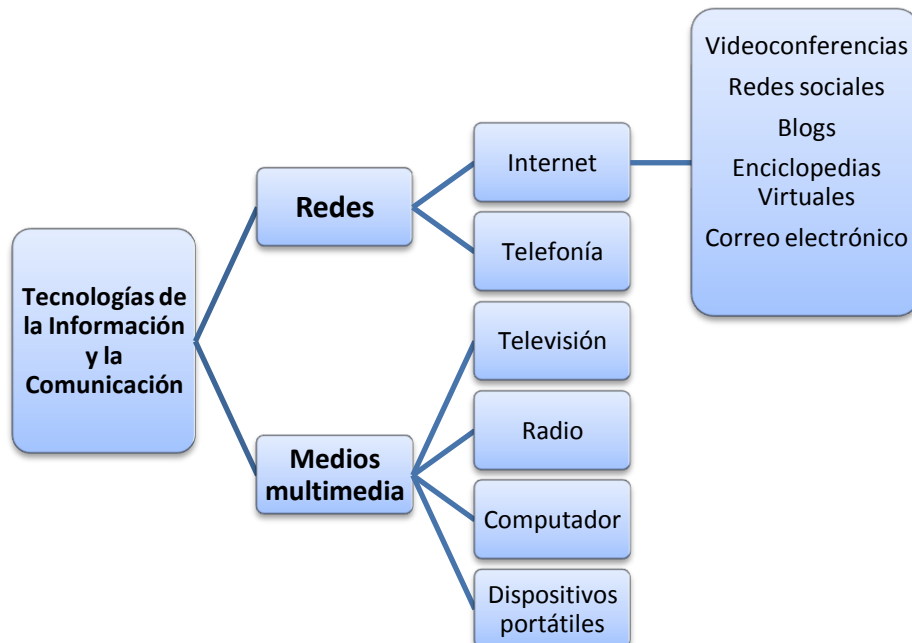 Tecnologías de
la Información
y la
Comunicación
Redes
Internet
Videoconferencias
Redes sociales
Blogs
Enciclopedias
Virtuales
Correo electrónico
Telefonía
Medios
multimedia
Televisión
Radio
Computador
Dispositivos
portátiles